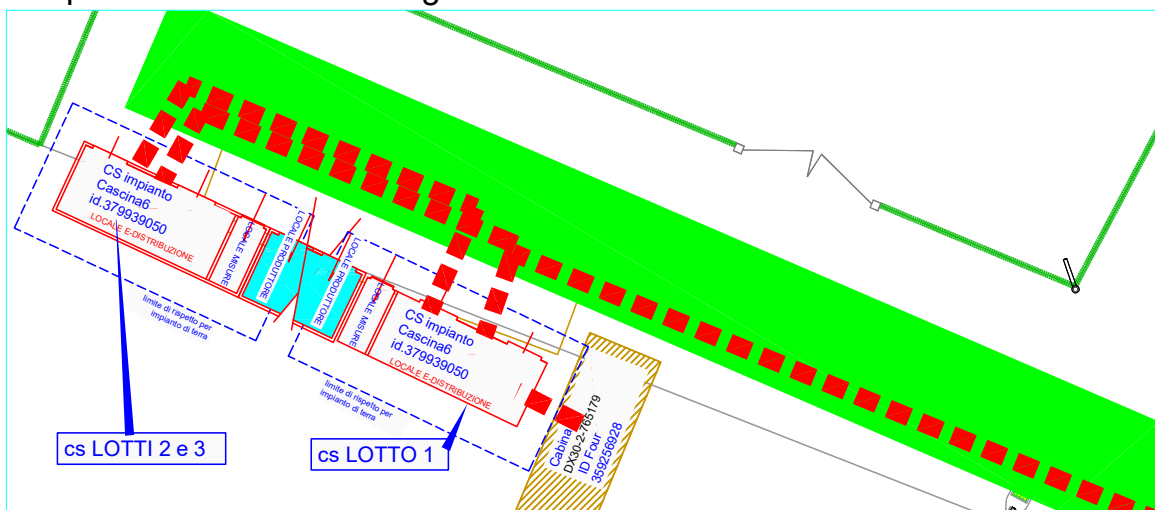 CS impianto
Cascina6
id.379939050
LOCALE E-DISTRIBUZIONE
LOCALE MISURE
LOCALE PRODUTTORE
LOCALE PRODUTTORE
LOCALE MISURE
CS impianto
Cascina6
id.379939050
LOCALE E-DISTRIBUZIONE
limite di rispetto per
impianto di terra
limite di rispetto per
impianto di terra
Cabina
DX30-2-765179
ID Four
359256928
cs LOTTI 2 e 3
cs LOTTO 1